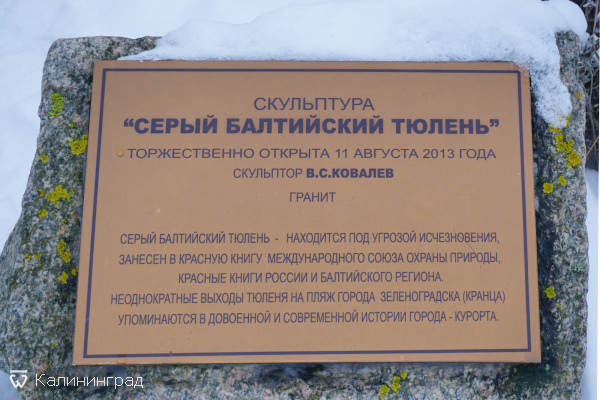 СКУЛЬПТУРА
“СЕРЫЙ БАЛТИЙСКИЙ ТЮЛЕНЬ”
ТОРЖЕСТВЕННО ОТКРЫТА 11 АВГУСТА 2013 ГОДА
СКУЛЬПТОР В.С.КОВАЛЕВ
ГРАНИТ
СЕРЫЙ БАЛТИЙСКИЙ ТЮЛЕНЬ - НАХОДИТСЯ ПОД УГРОЗОЙ ИСЧЕЗНОВЕНИЯ,
ЗАНЕСЕН В КРАСНУЮ КНИГУ МЕЖДУНАРОДНОГО СОЮЗА ОХРАНЫ ПРИРОДЫ,
КРАСНЫЕ КНИГИ РОССИИ И БАЛТИЙСКОГО РЕГИОНА.
НЕОДНОКРАТНЫЕ ВЫХОДЫ ТЮЛЕНЯ НА ПЛЯЖ ГОРОДА ЗЕЛЕНОГРАДСКА (КРАНЦА)
УПОМИНАЮТСЯ В ДОВОЕННОЙ И СОВРЕМЕННОЙ ИСТОРИИ ГОРОДА - КУРОРТА.
Калининград